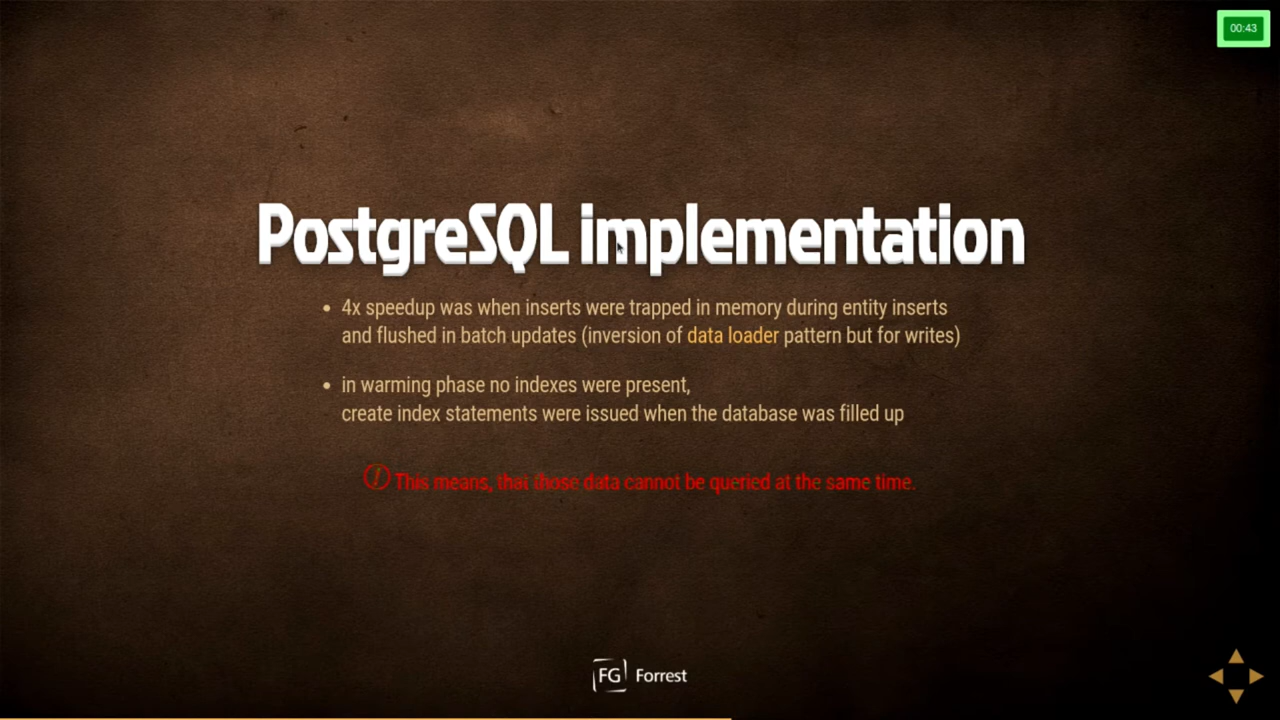 00:43
PostgreSQL implementation
• 4x speedup was when inserts were trapped in memory during entity inserts
and flushed in batch updates (inversion of data loader pattern but for writes)
• in warming phase no indexes were present,
create index statements were issued when the database was filled up
This means, that those data cannot be queried at the same time.
FG Forrest